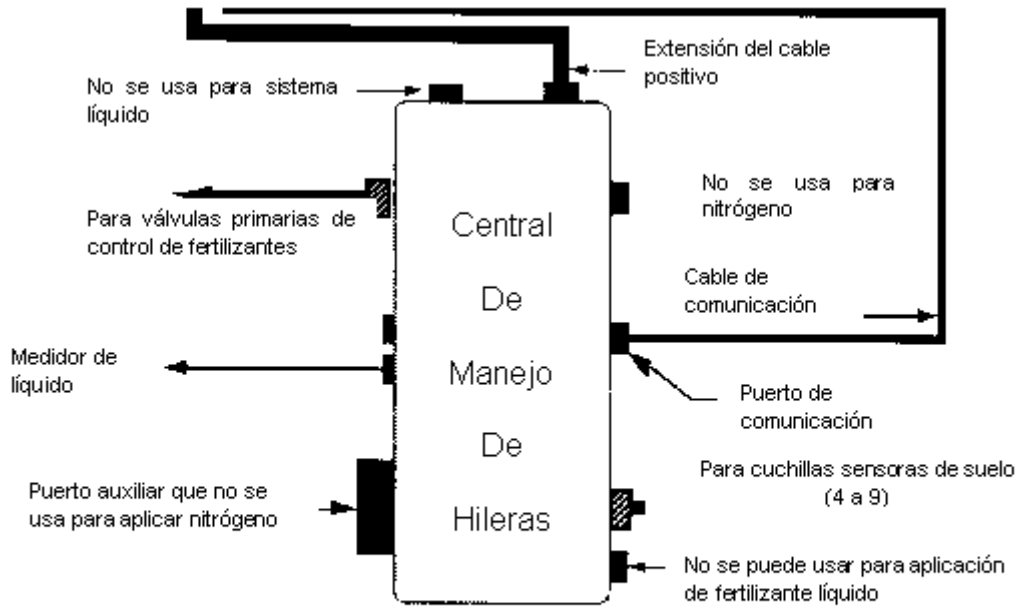 Extensión del cable
positivo
No se usa para sistema
líquido
No se usa para
nitrógeno
Para válvulas primarias de
control de fertilizantes
Central
De
Manejo
De
Hileras
Cable de
comunicación
Medidor de
líquido
Puerto de
comunicación
Para cuchillas sensoras de suelo
(4 a 9)
Puerto auxiliar que no se
usa para aplicar nitrógeno
No se puede usar para aplicación
de fertilizante líquido